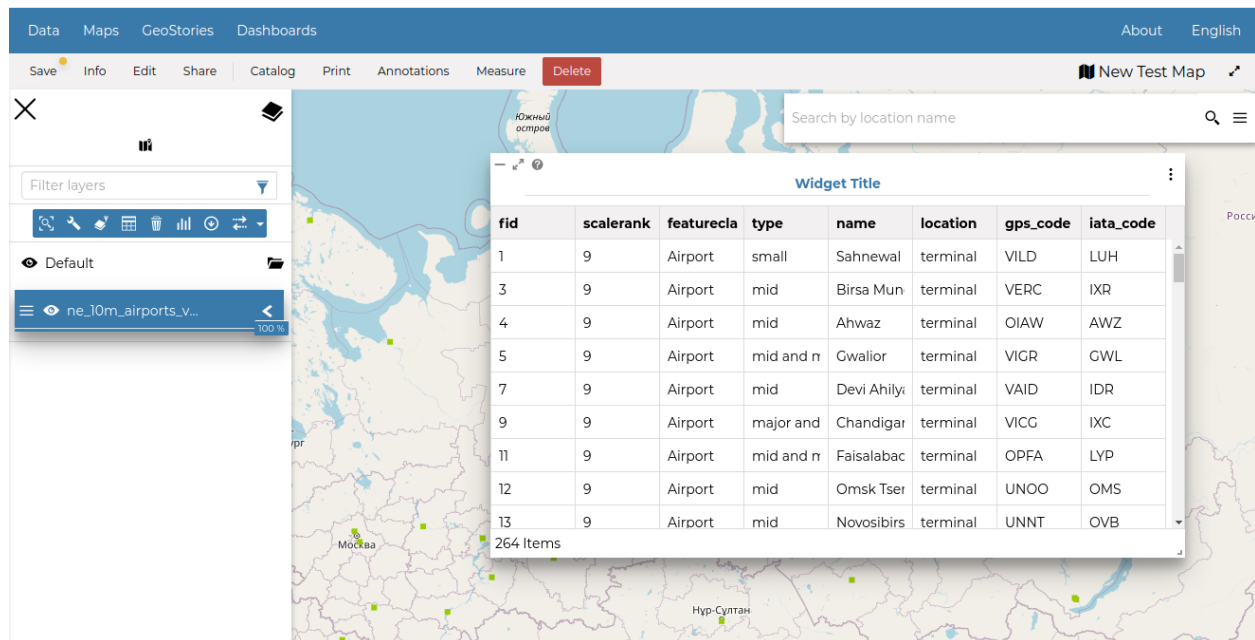 Data Maps GeoStories Dashboards About English
Save Info Edit Share Catalog Print Annotations Measure Delete New Test Map
Search by location name
Filter layers
Default
ne_10m_airports_v...
100 %
Южный
остров
Widget Title
fid scalerank featurecla type name location gps_code iata_code
1 9 Airport small Sahnewal terminal VILD LUH
3 9 Airport mid Birsa Mun terminal VERC IXR
4 9 Airport mid Ahwaz terminal OIAW AWZ
5 9 Airport mid and m Gwalior terminal VIGR GWL
7 9 Airport mid Devi Ahilya terminal VAID IDR
9 9 Airport major and Chandigar terminal VICG IXC
11 9 Airport mid and m Faisalabad terminal OPFA LYP
12 9 Airport mid Omsk Tser terminal UNOO OMS
13 9 Airport mid Novosibirs terminal UNNT OVB
264 Items
Росси
ург
Москва
Нұр-Сұлтан